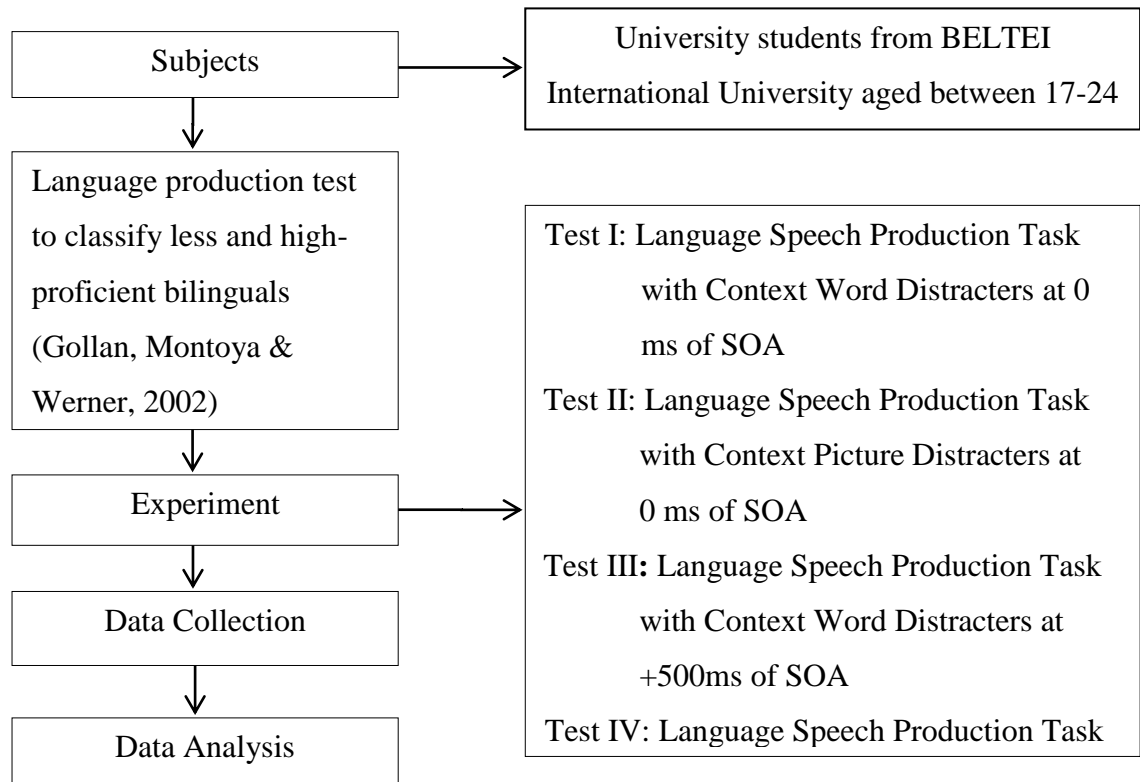 Subjects
University students from BELTEI
International University aged between 17-24
Language production test
to classify less and high-
proficient bilinguals
(Gollan, Montoya &
Werner, 2002)
Experiment
Data Collection
Data Analysis
Test I: Language Speech Production Task
with Context Word Distracters at 0
ms of SOA
Test II: Language Speech Production Task
with Context Picture Distracters at
0 ms of SOA
Test III: Language Speech Production Task
with Context Word Distracters at
+500ms of SOA
Test IV: Language Speech Production Task